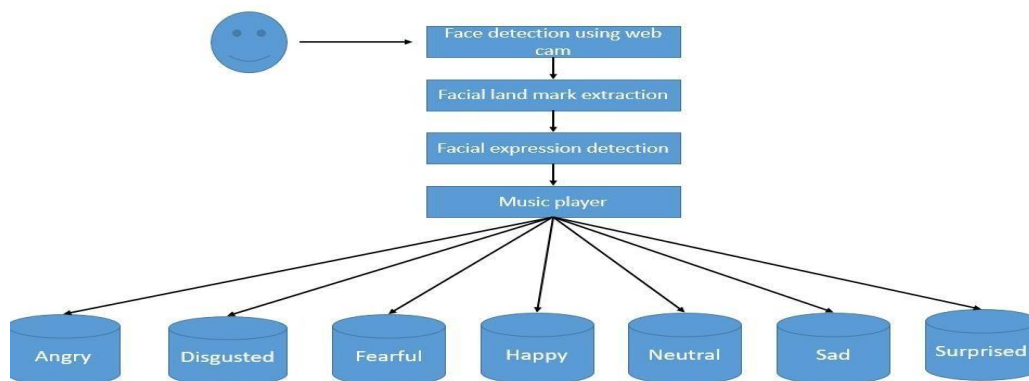 Face detection using web
cam
Facial land mark extraction
Facial expression detection
Music player
Angry
Disgusted
Fearful
Happy
Neutral
Sad
Surprised